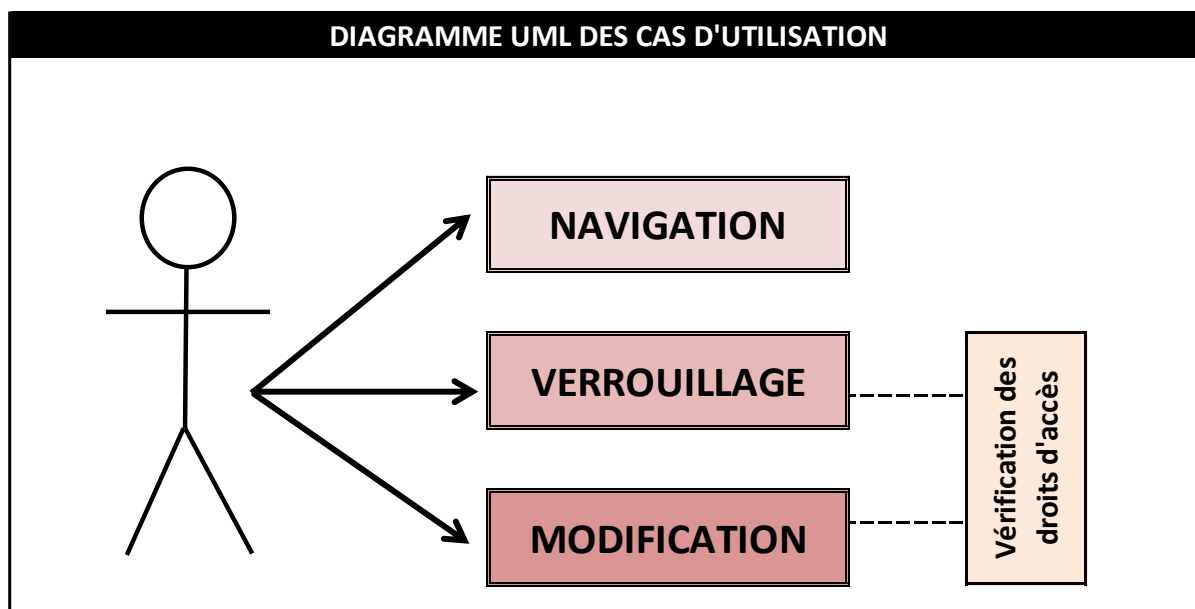 DIAGRAMME UML DES CAS D'UTILISATION
NAVIGATION
VERROUILLAGE
MODIFICATION
Vérification des
droits d'accès